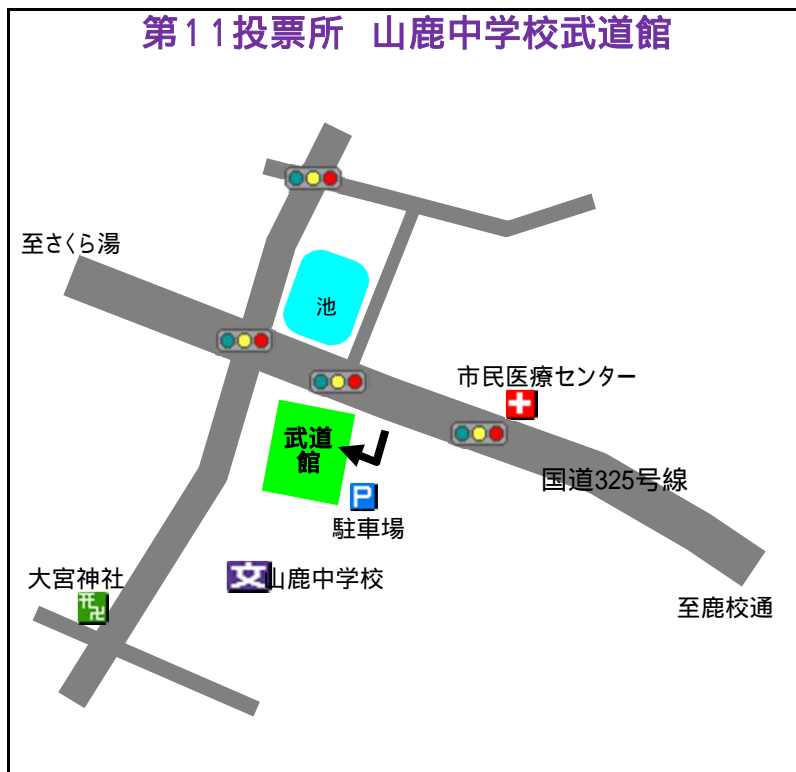 第11投票所 山鹿中学校武道館
至さくら湯
池
市民医療センター
武道
館
国道325号線
P
駐車場
文
山鹿中学校
大宮神社
至鹿校通